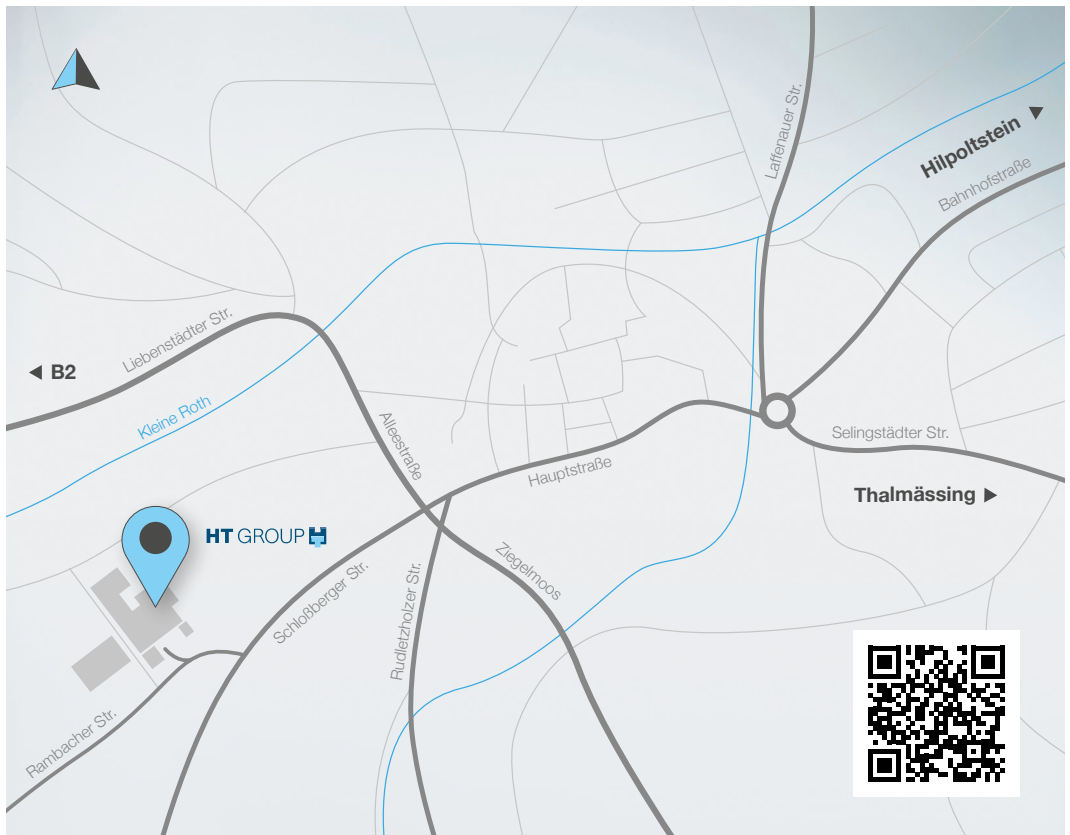 Laffenauer Str.
Hilpoltstein
Bahnhofstraße
Liebenstädter Str.
B2
Kleine Roth
Alleestraße
Hauptstraße
Selingstädter Str.
Thalmässing
HT GROUP
Ziegelmoos
Schloßberger Str.
Rudletzholzer Str.
Rambacher Str.